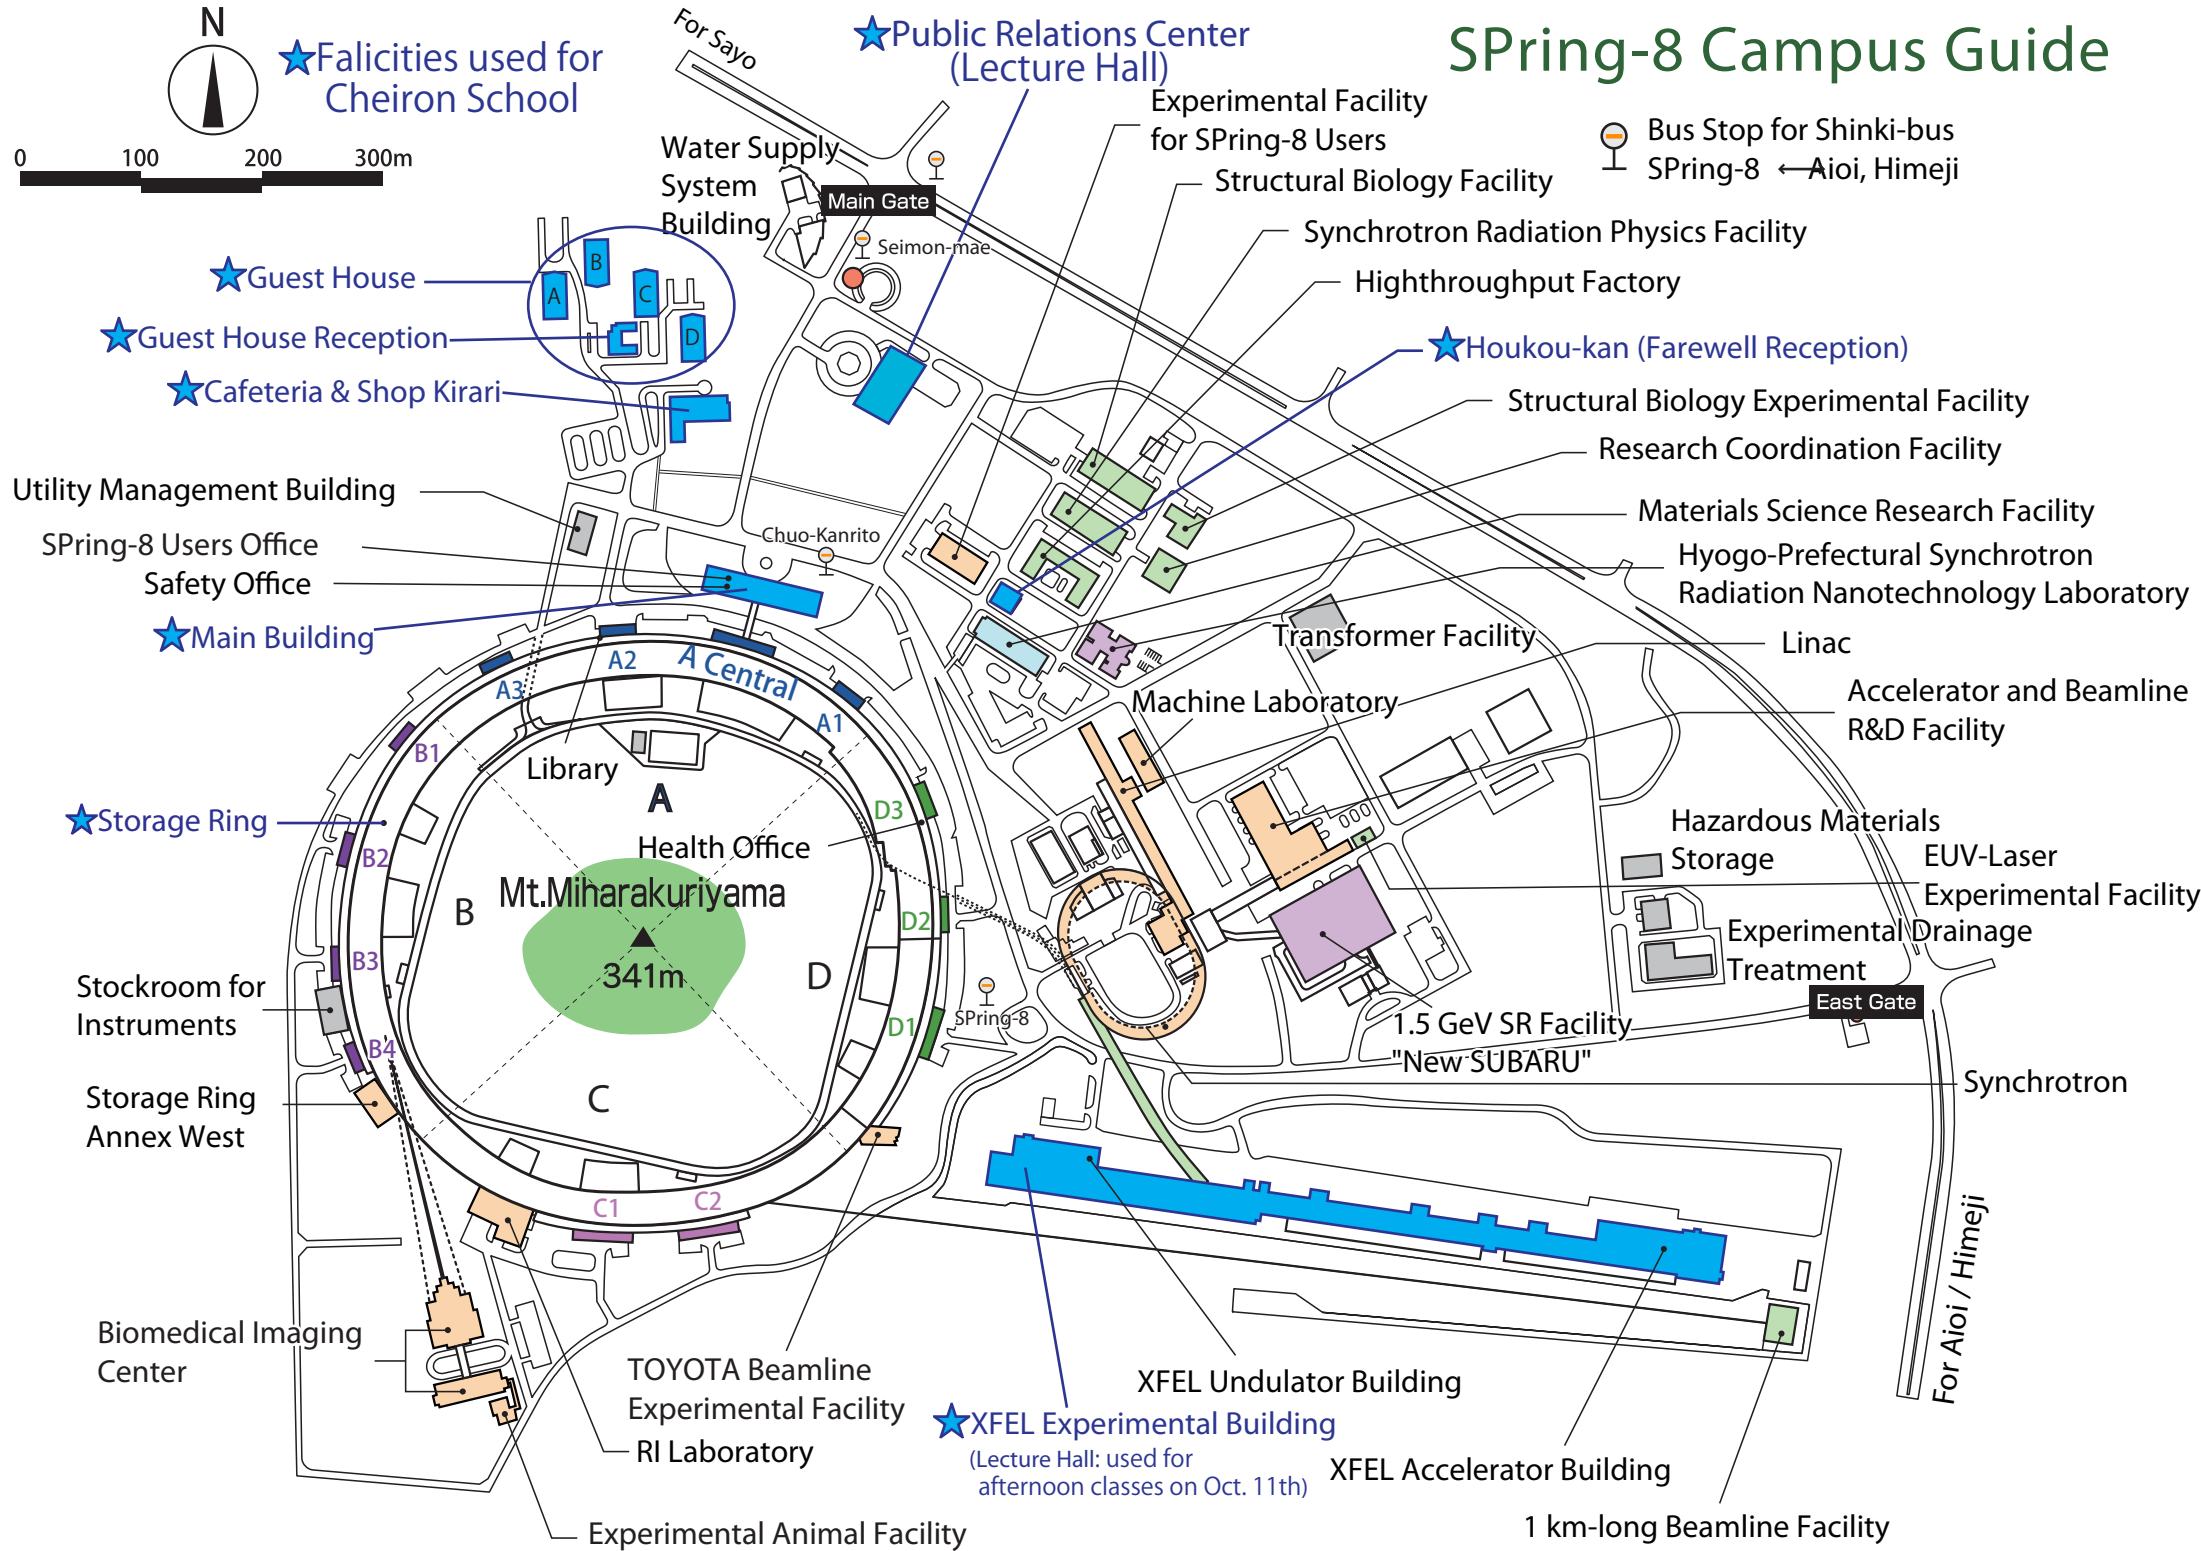 N
0
100
200
300m
Falicities used for
Cheiron School
For Sayo
Public Relations Center
(Lecture Hall)
SPring-8 Campus Guide
Bus Stop for Shinki-bus
SPring-8 ⟵ Aioi, Himeji
Experimental Facility
for SPring-8 Users
Structural Biology Facility
Synchrotron Radiation Physics Facility
Highthroughput Factory
Houkou-kan (Farewell Reception)
Structural Biology Experimental Facility
Research Coordination Facility
Materials Science Research Facility
Hyogo-Prefectural Synchrotron
Radiation Nanotechnology Laboratory
Transformer Facility
Linac
Machine Laboratory
Accelerator and Beamline
R&D Facility
Hazardous Materials
Storage
EUV-Laser
Experimental Facility
Experimental Drainage
Treatment
East Gate
1.5 GeV SR Facility
"New SUBARU"
Synchrotron
Water Supply
System
Building
Main Gate
Seimon-mae
Guest House
A
B
C
D
Guest House Reception
Cafeteria & Shop Kirari
Utility Management Building
SPring-8 Users Office
Safety Office
Main Building
Chuo-Kanrito
A3
A2
A Central
A1
B1
Library
A
Storage Ring
D3
Health Office
B2
Mt.Miharakuriyama
B
D2
B3
341m
D
Stockroom for
Instruments
D1
SPring-8
B4
Storage Ring
Annex West
C
C1
C2
Biomedical Imaging
Center
TOYOTA Beamline
Experimental Facility
RI Laboratory
Experimental Animal Facility
XFEL Undulator Building
XFEL Experimental Building
(Lecture Hall: used for
afternoon classes on Oct. 11th)
XFEL Accelerator Building
1 km-long Beamline Facility
For Aioi / Himeji